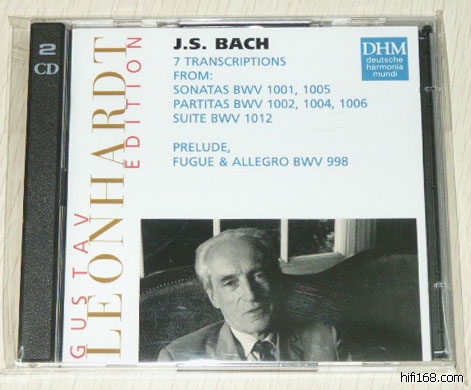 2
CD
GUSTAV
LEONHARDT
EDITION
J.S. BACH
7 TRANSCRIPTIONS
FROM:
SONATAS BWV 1001, 1005
PARTITAS BWV 1002, 1004, 1006
SUITE BWV 1012
PRELUDE,
FUGUE & ALLEGRO BWV 998
DHM
deutsche
harmonia
mundi
hifi168.com